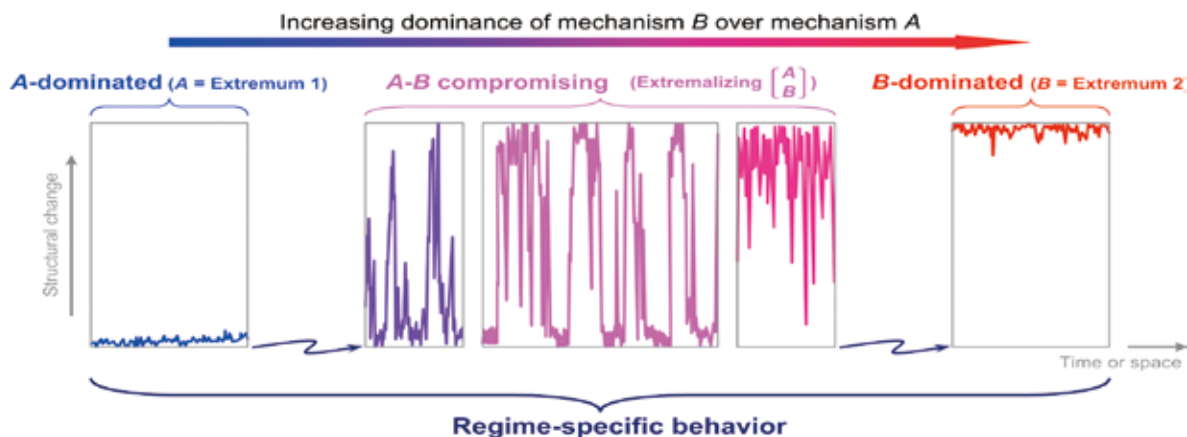 Increasing dominance of mechanism B over mechanism A
A-dominated (A = Extremum 1)
A-B compromising (Extremalizing [A B])
B-dominated (B = Extremum 2)
Structural change
Time or space
Regime-specific behavior